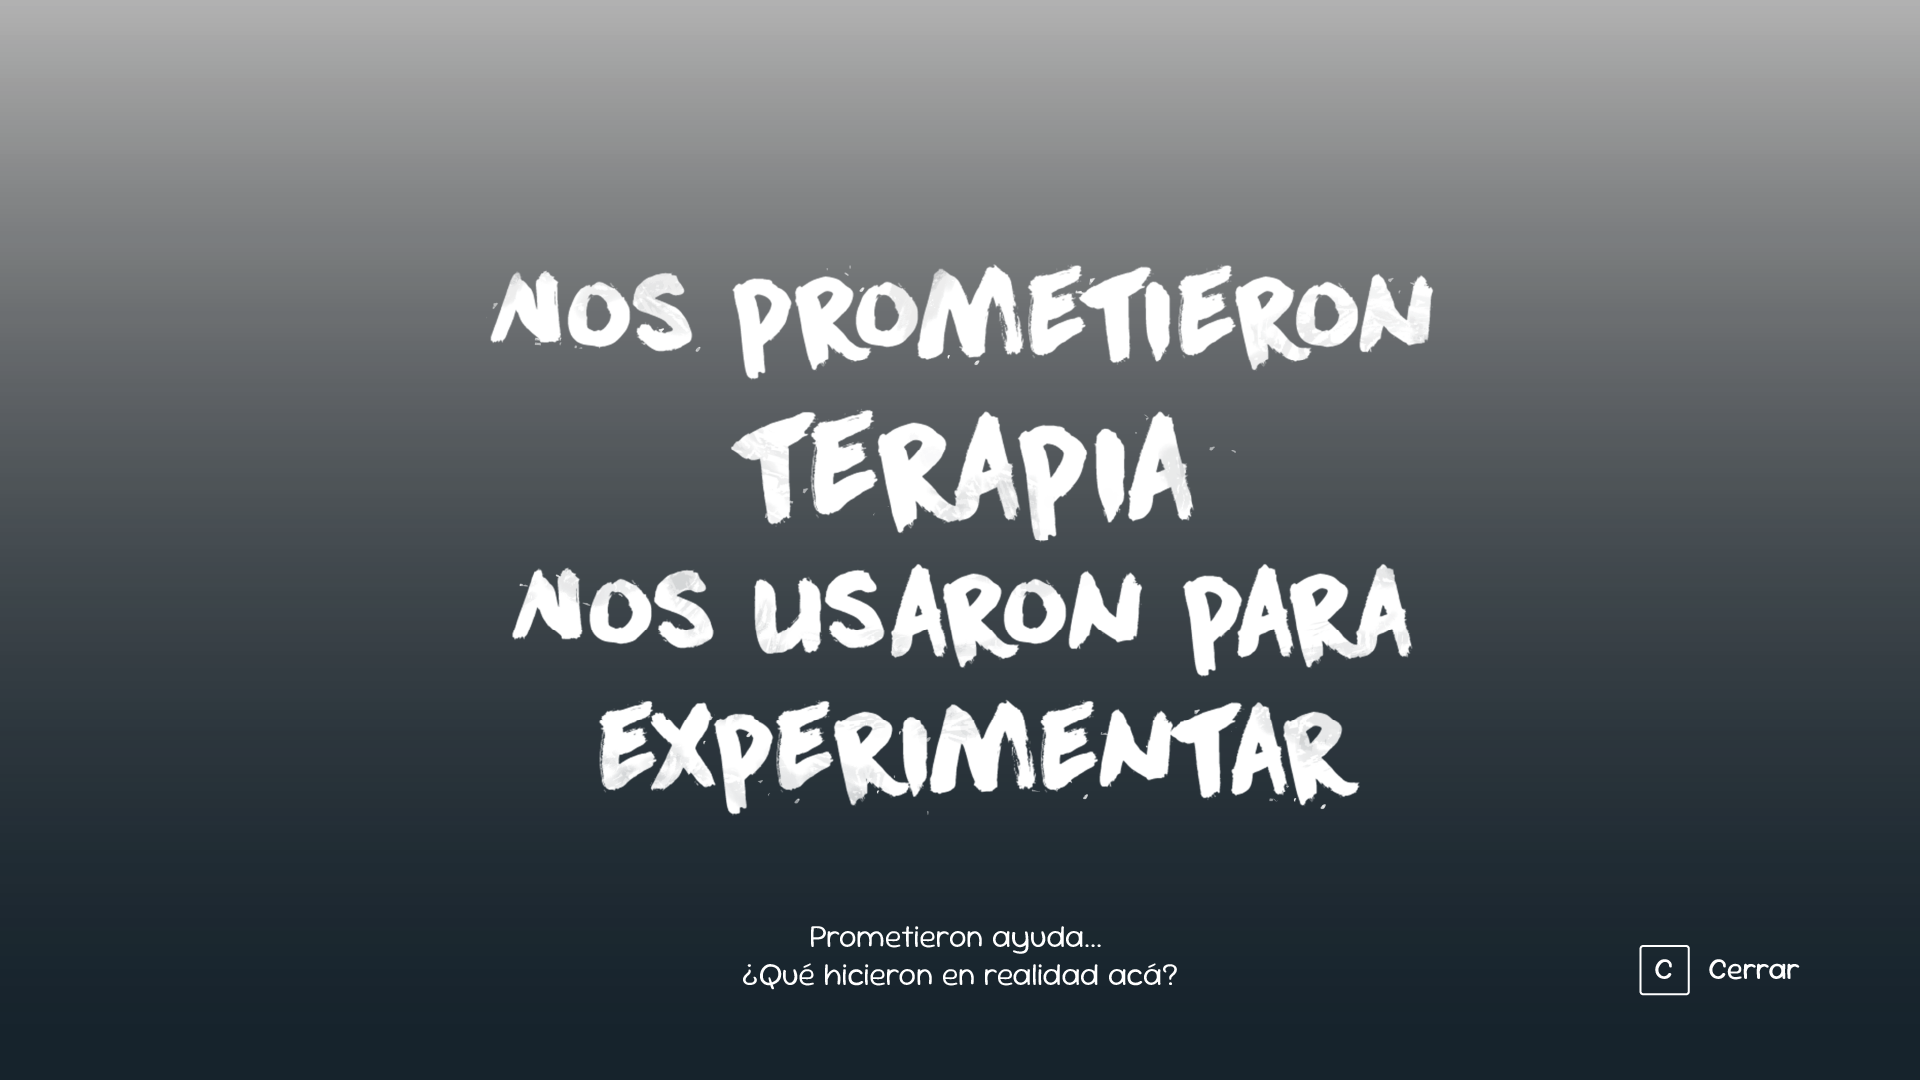 NOS PROMETIERON
TERAPIA
NOS USARON PARA
EXPERIMENTAR
Prometieron ayuda...
¿Qué hicieron en realidad acá?
C Cerrar